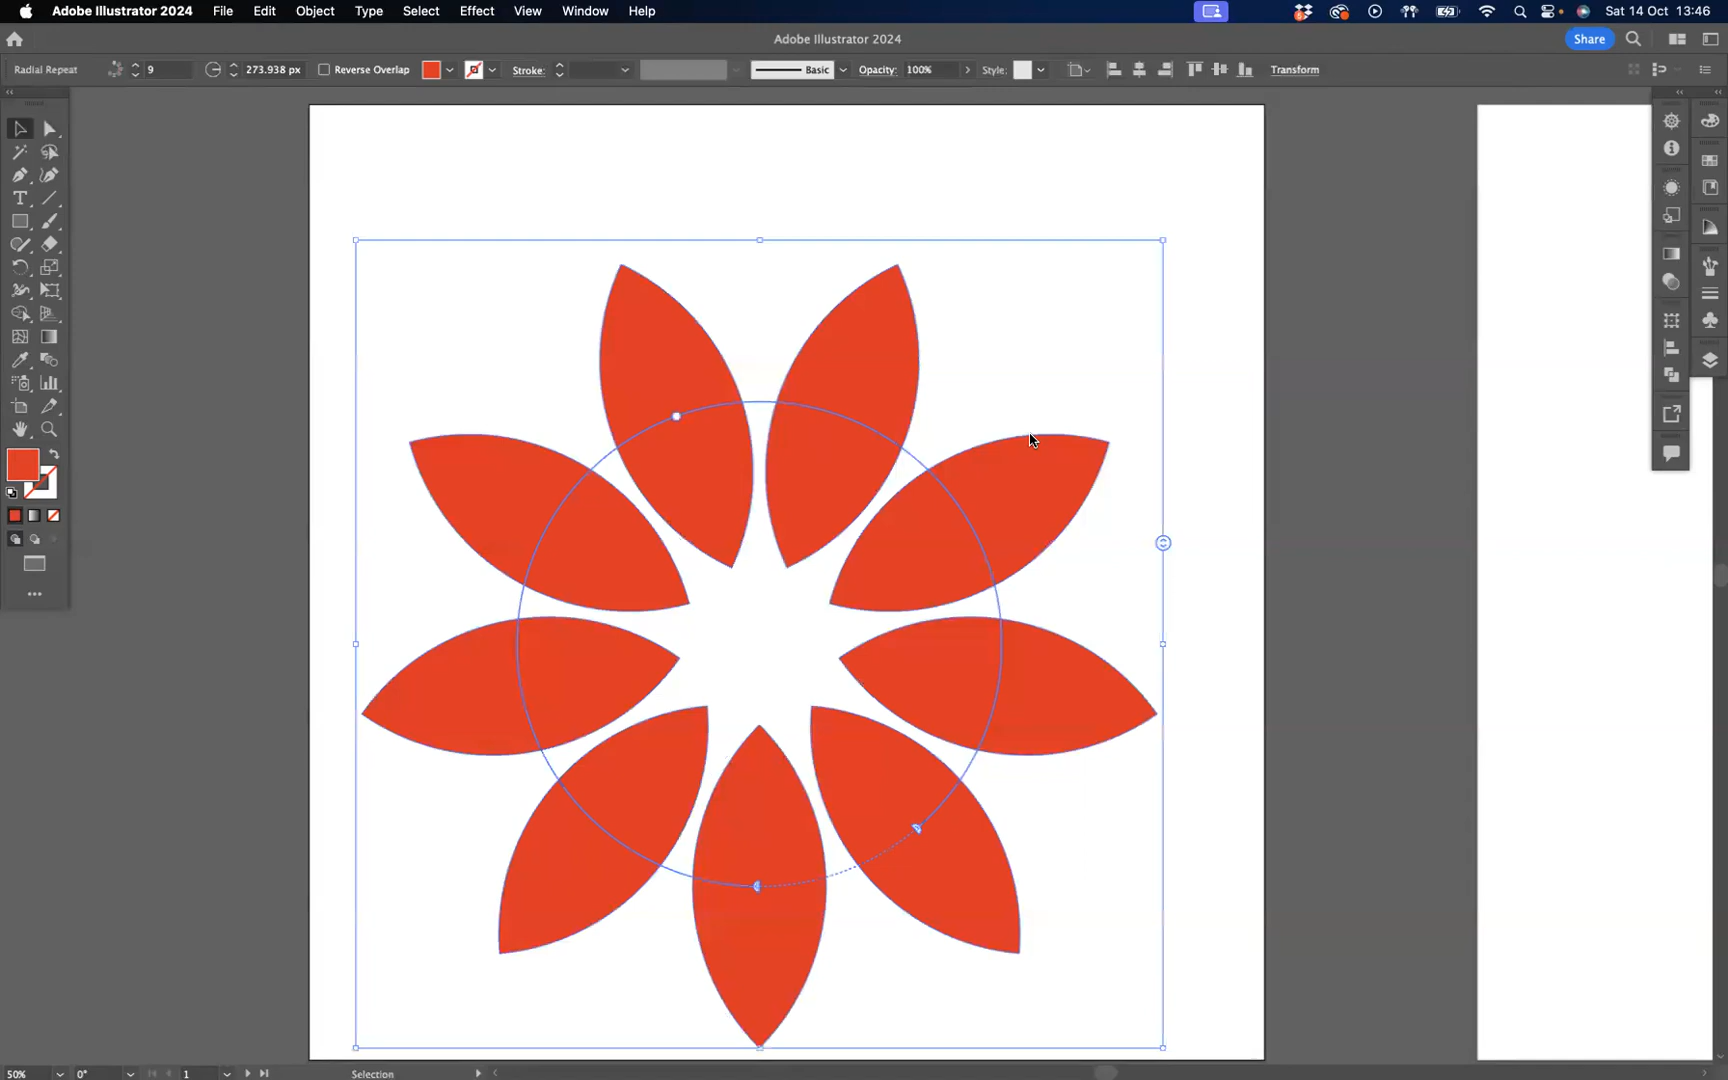 Adobe Illustrator 2024 File Edit Object Type Select Effect View Window Help Sat 14 Oct 13:46
Adobe Illustrator 2024 Share
Radial Repeat 9 273.938 px Reverse Overlap Stroke: Basic Opacity: 100% Style: Transform
50% 0° 1 Selection